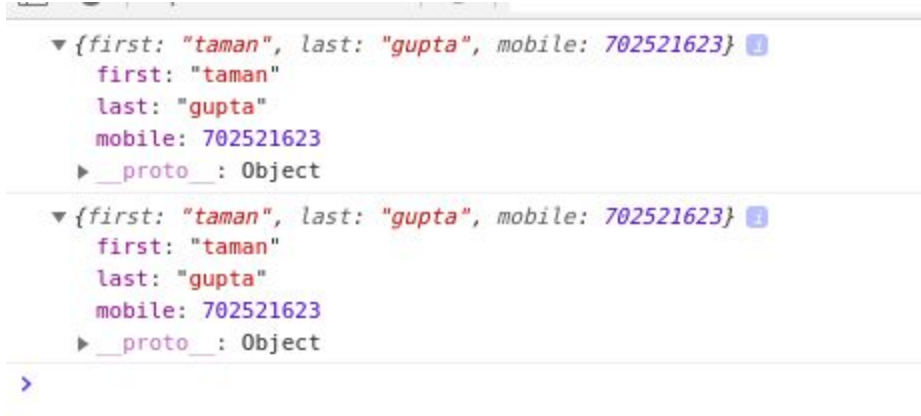 ▼ {first: "taman", last: "gupta", mobile: 702521623} i
first: "taman"
last: "gupta"
mobile: 702521623
▶ __proto__: Object
▼ {first: "taman", last: "gupta", mobile: 702521623} i
first: "taman"
last: "gupta"
mobile: 702521623
▶ __proto__: Object
>